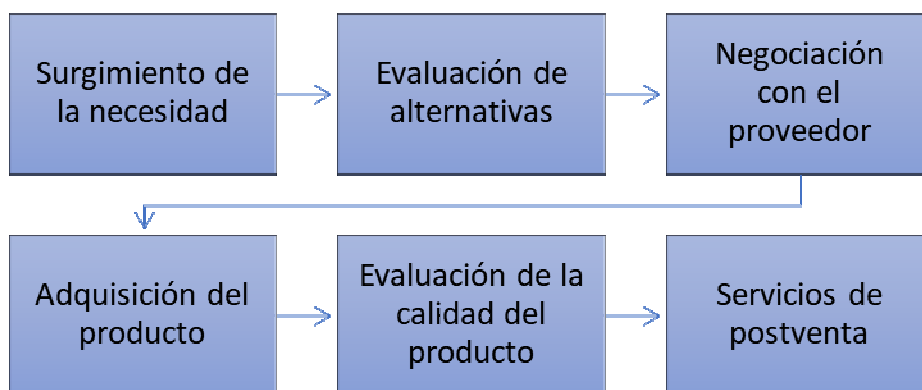 Surgimiento de
la necesidad
Evaluación de
alternativas
Negociación
con el
proveedor
Adquisición del
producto
Evaluación de la
calidad del
producto
Servicios de
postventa